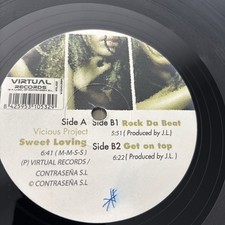 VIRTUAL
RECORDS
8425953105329
Side A
Vicious Project
Sweet Loving
6:41 ( M-M-S-S )
(P) VIRTUAL RECORDS /
CONTRASEÑA S.L
© CONTRASEÑA S.L
Side B1 Rock Da Beat
5:51 ( Produced by J.L.)
Side B2 Get on top
6:22 ( Produced by J.L. )